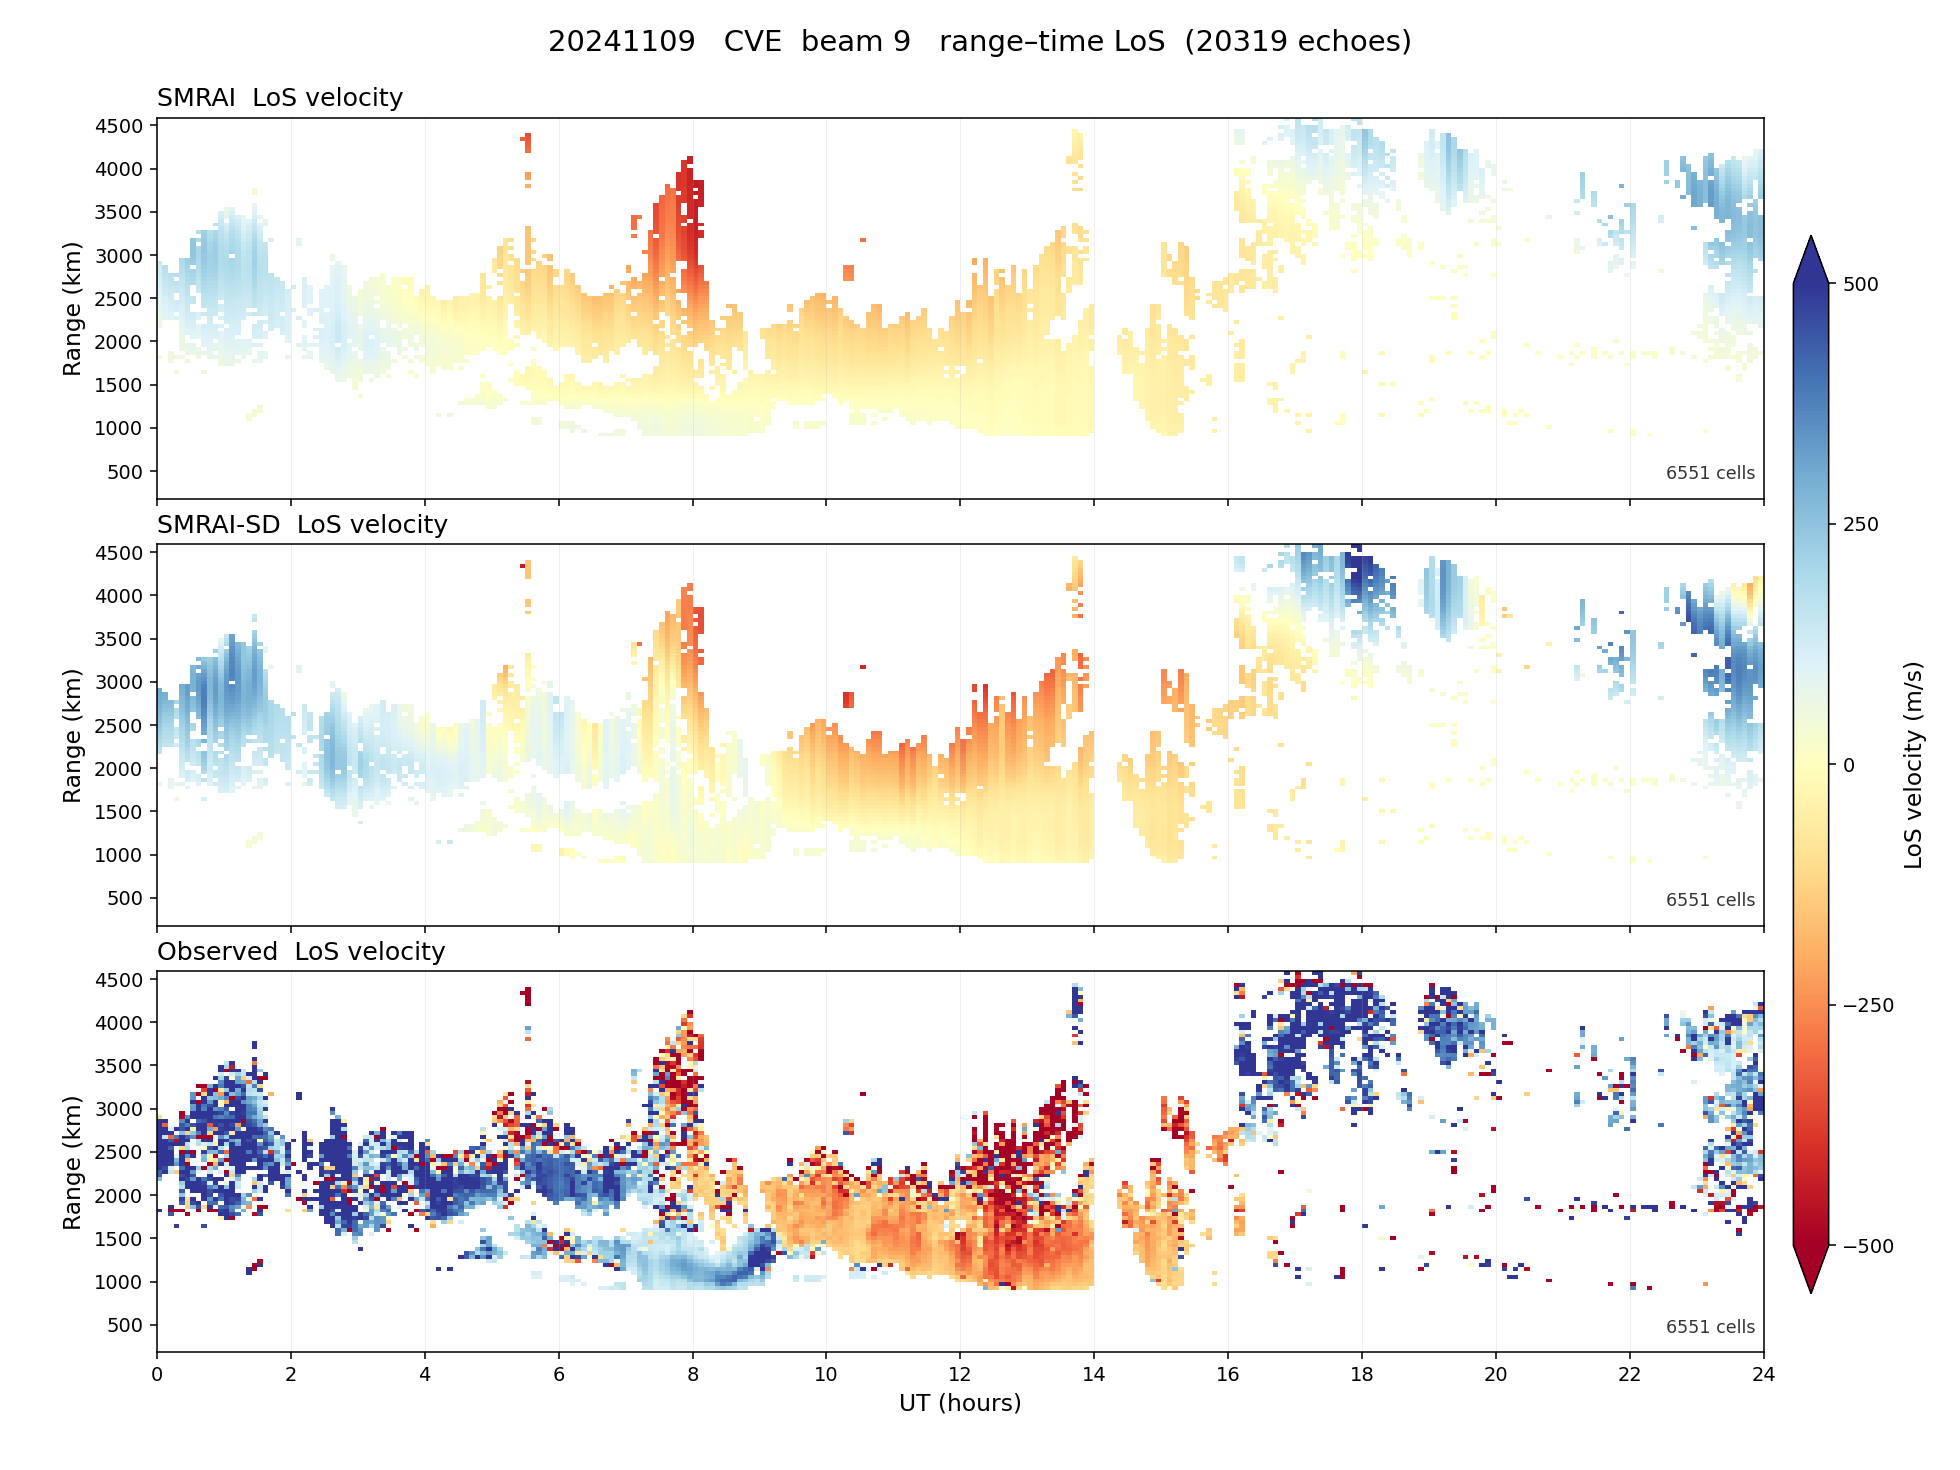 20241109   CVE  beam 9   range–time LoS  (20319 echoes)
SMRAI  LoS velocity
4500
4000
3500
3000
2500
2000
1500
1000
500
Range (km)
6551 cells
SMRAI-SD  LoS velocity
4500
4000
3500
3000
2500
2000
1500
1000
500
Range (km)
6551 cells
Observed  LoS velocity
4500
4000
3500
3000
2500
2000
1500
1000
500
Range (km)
6551 cells
0 2 4 6 8 10 12 14 16 18 20 22 24
UT (hours)
500
250
0
−250
−500
LoS velocity (m/s)